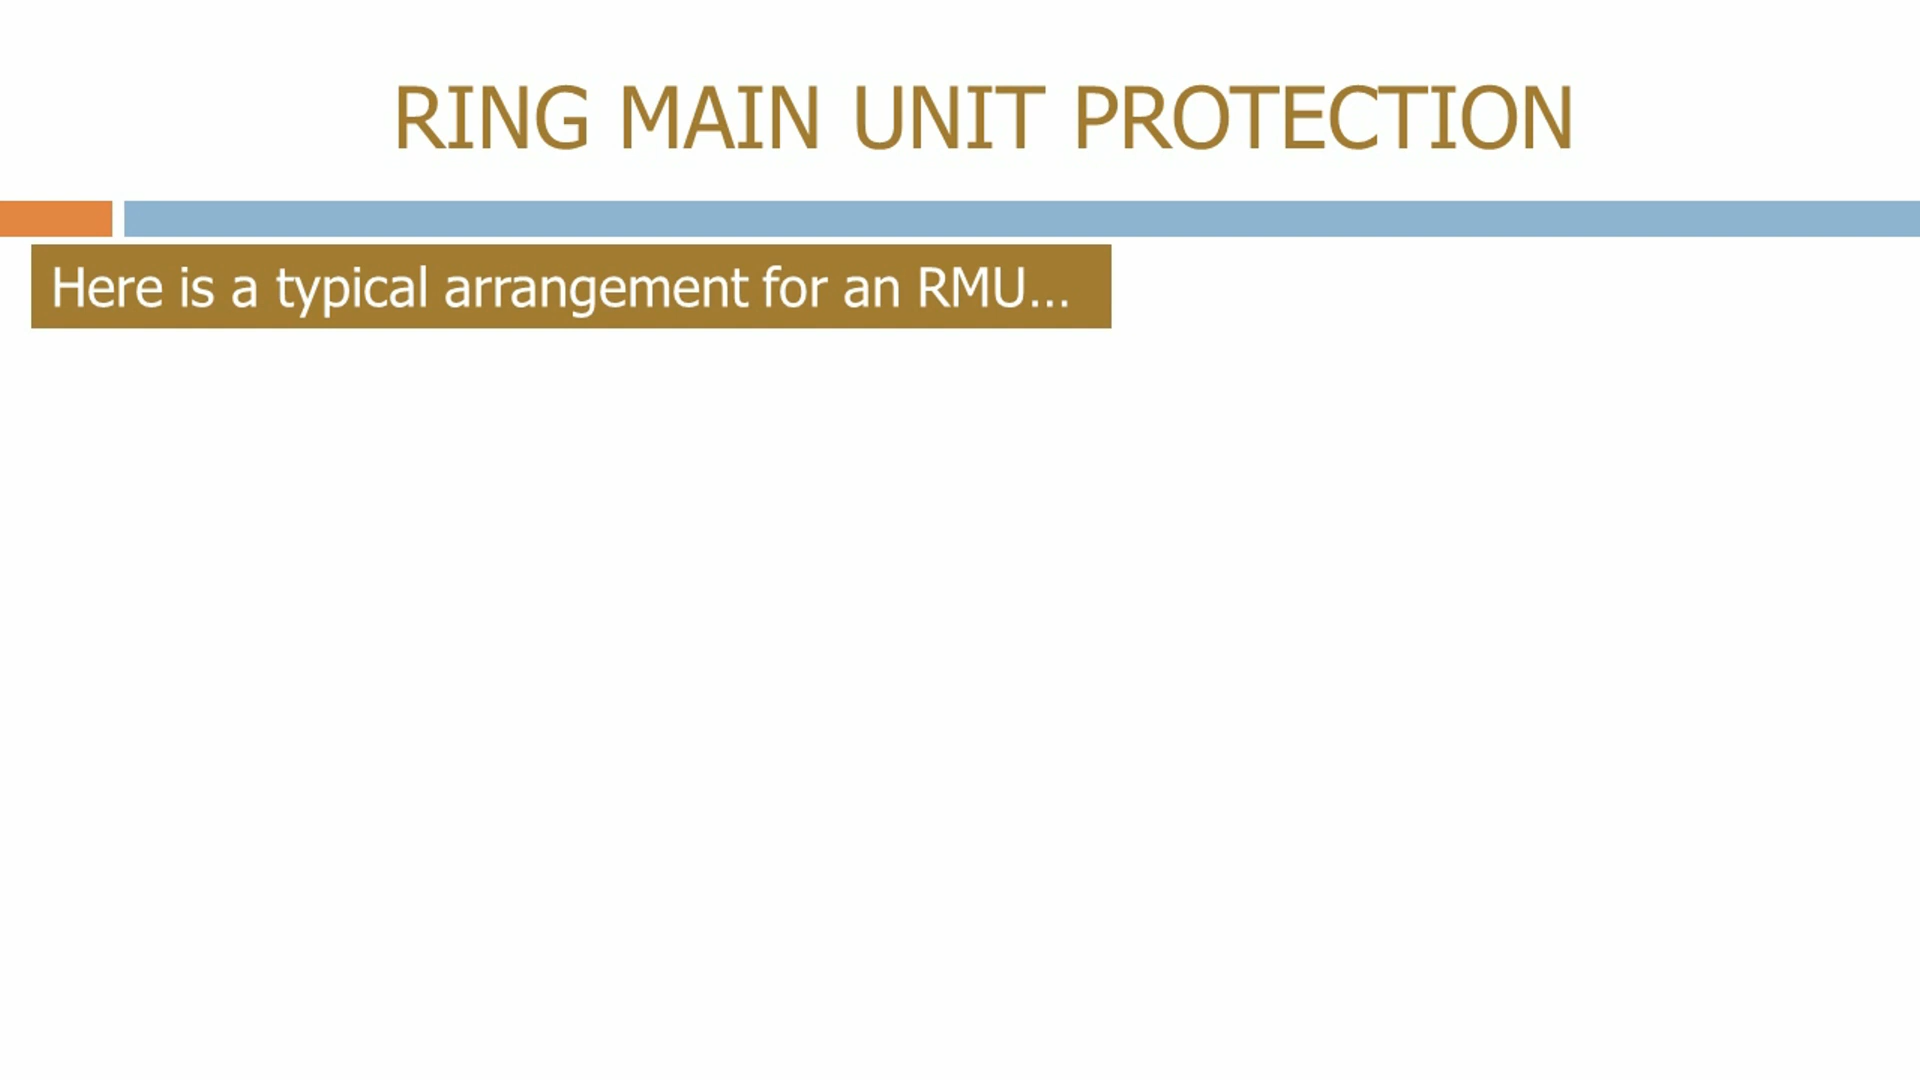 RING MAIN UNIT PROTECTION
Here is a typical arrangement for an RMU...